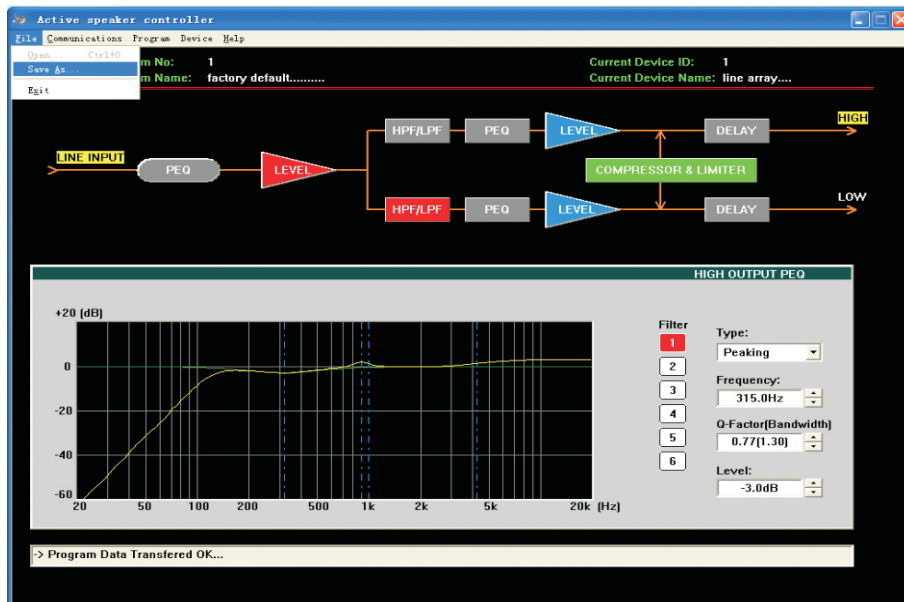 Active speaker controller
File Communications Program Device Help
Open... Ctrl+O
Save As...
Exit
m No: 1
m Name: factory default.........
Current Device ID: 1
Current Device Name: line array....
LINE INPUT
PEQ
LEVEL
HPF/LPF PEQ LEVEL DELAY HIGH
COMPRESSOR & LIMITER
HPF/LPF PEQ LEVEL DELAY LOW
HIGH OUTPUT PEQ
+20 (dB)
0
-20
-40
-60
20 50 100 200 500 1k 2k 5k 20k (Hz)
Filter
1
2
3
4
5
6
Type:
Peaking
Frequency:
315.0Hz
Q-Factor(Bandwidth)
0.77(1.30)
Level:
-3.0dB
-> Program Data Transfered OK...